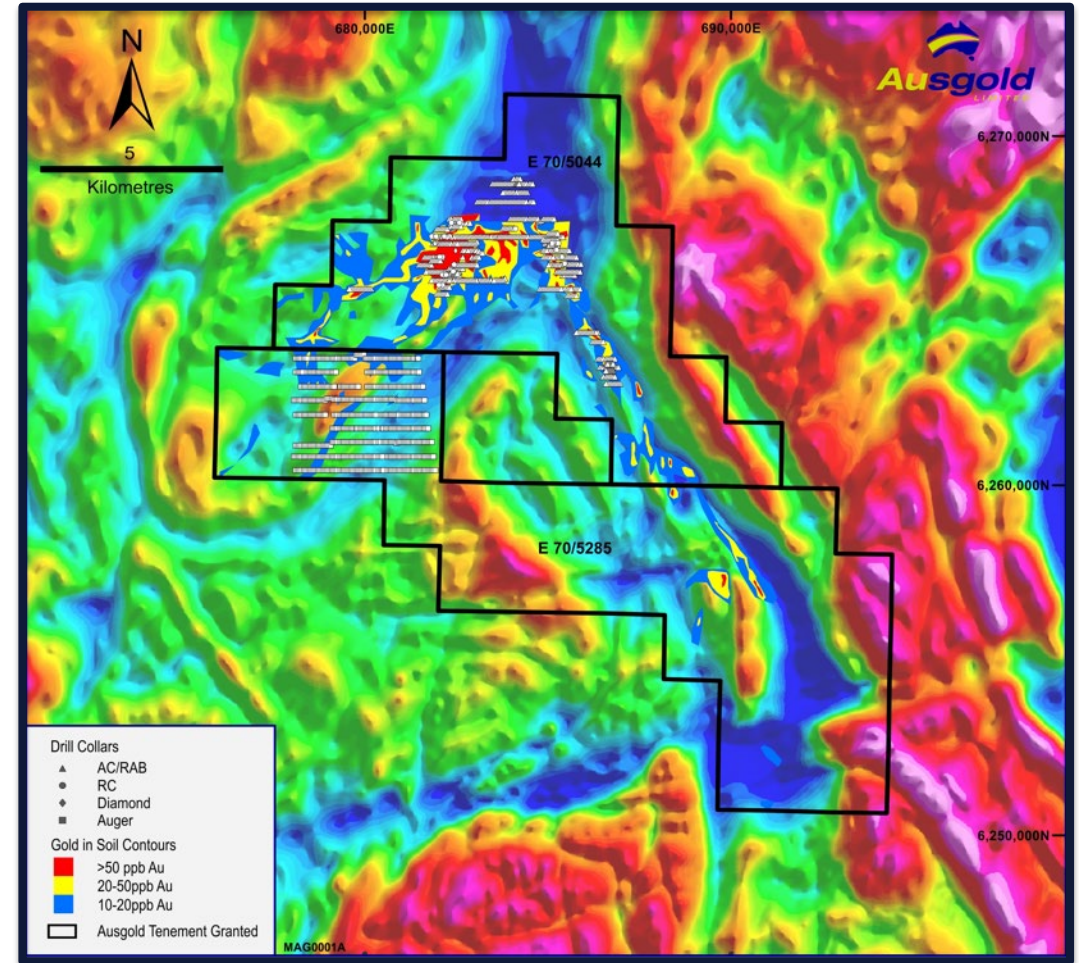 680,000E
690,000E
N
Ausgold
LIMITED
6,270,000N
5
Kilometres
E 70/5044
6,260,000N
E 70/5285
Drill Collars
AC/RAB
RC
Diamond
Auger
Gold in Soil Contours
>50 ppb Au
20-50ppb Au
10-20ppb Au
Ausgold Tenement Granted
6,250,000N
MAG0001A